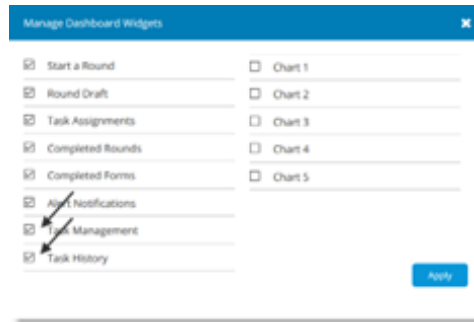 Manage Dashboard Widgets
Start a Round
Round Draft
Task Assignments
Completed Rounds
Completed Forms
Alert Notifications
Task Management
Task History
Chart 1
Chart 2
Chart 3
Chart 4
Chart 5
Apply